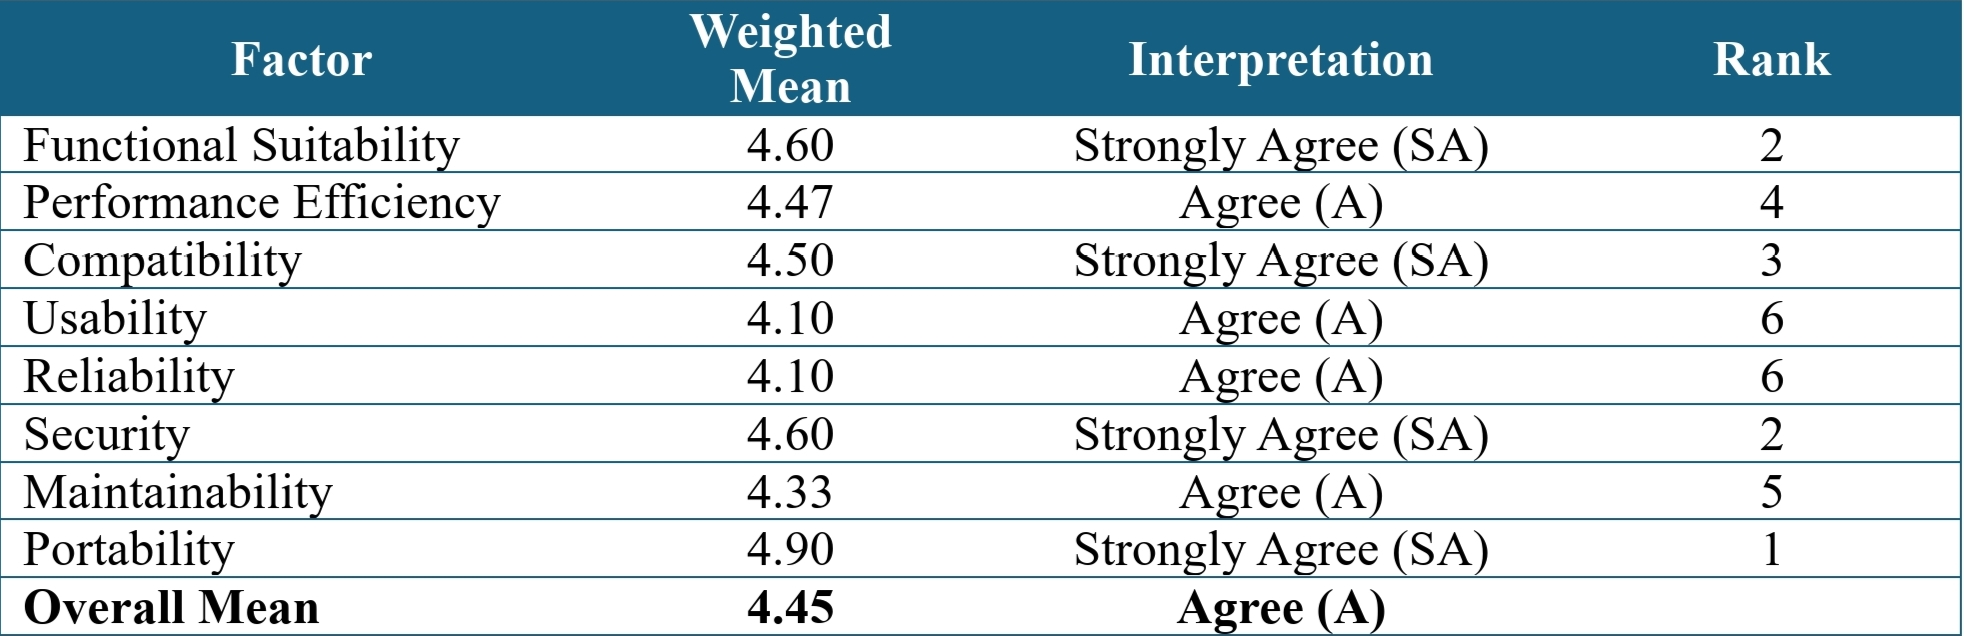 Factor Weighted Mean Interpretation Rank
Functional Suitability 4.60 Strongly Agree (SA) 2
Performance Efficiency 4.47 Agree (A) 4
Compatibility 4.50 Strongly Agree (SA) 3
Usability 4.10 Agree (A) 6
Reliability 4.10 Agree (A) 6
Security 4.60 Strongly Agree (SA) 2
Maintainability 4.33 Agree (A) 5
Portability 4.90 Strongly Agree (SA) 1
Overall Mean 4.45 Agree (A)